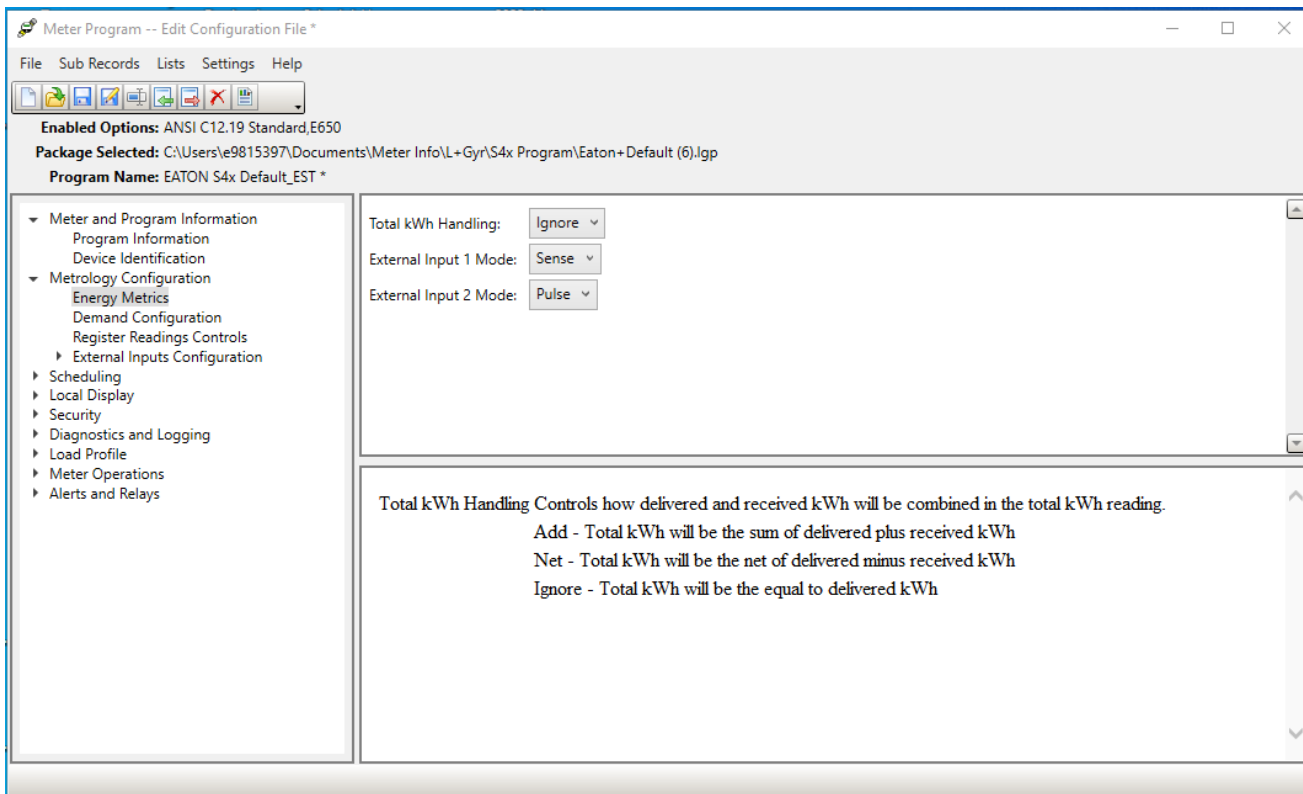 Meter Program -- Edit Configuration File *
File Sub Records Lists Settings Help
Enabled Options: ANSI C12.19 Standard,E650
Package Selected: C:\Users\e9815397\Documents\Meter Info\L+Gyr\S4x Program\Eaton+Default (6).lgp
Program Name: EATON S4x Default_EST *
Meter and Program Information
Program Information
Device Identification
Metrology Configuration
Energy Metrics
Demand Configuration
Register Readings Controls
External Inputs Configuration
Scheduling
Local Display
Security
Diagnostics and Logging
Load Profile
Meter Operations
Alerts and Relays
Total kWh Handling: Ignore
External Input 1 Mode: Sense
External Input 2 Mode: Pulse
Total kWh Handling Controls how delivered and received kWh will be combined in the total kWh reading.
Add - Total kWh will be the sum of delivered plus received kWh
Net - Total kWh will be the net of delivered minus received kWh
Ignore - Total kWh will be the equal to delivered kWh